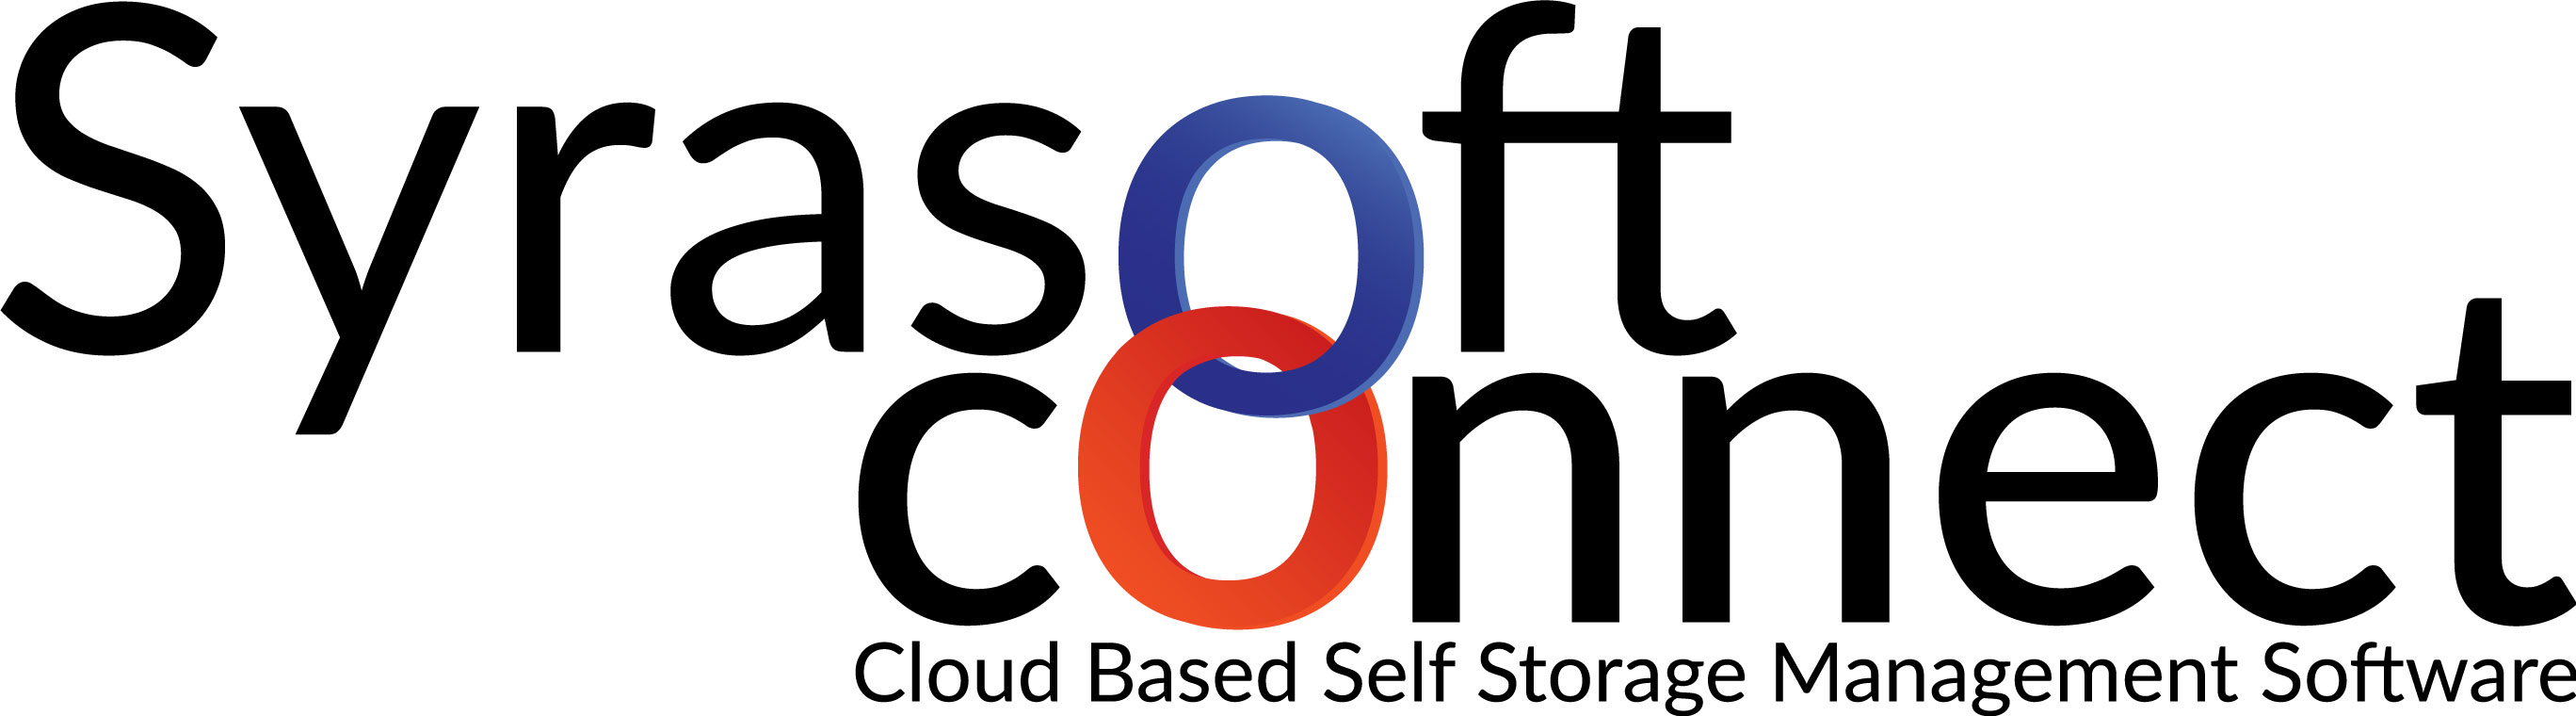 Syrasoft
connect
Cloud Based Self Storage Management Software